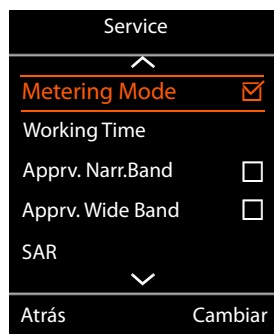 Service
Metering Mode
Working Time
Apprv. Narr.Band
Apprv. Wide Band
SAR
Atrás Cambiar